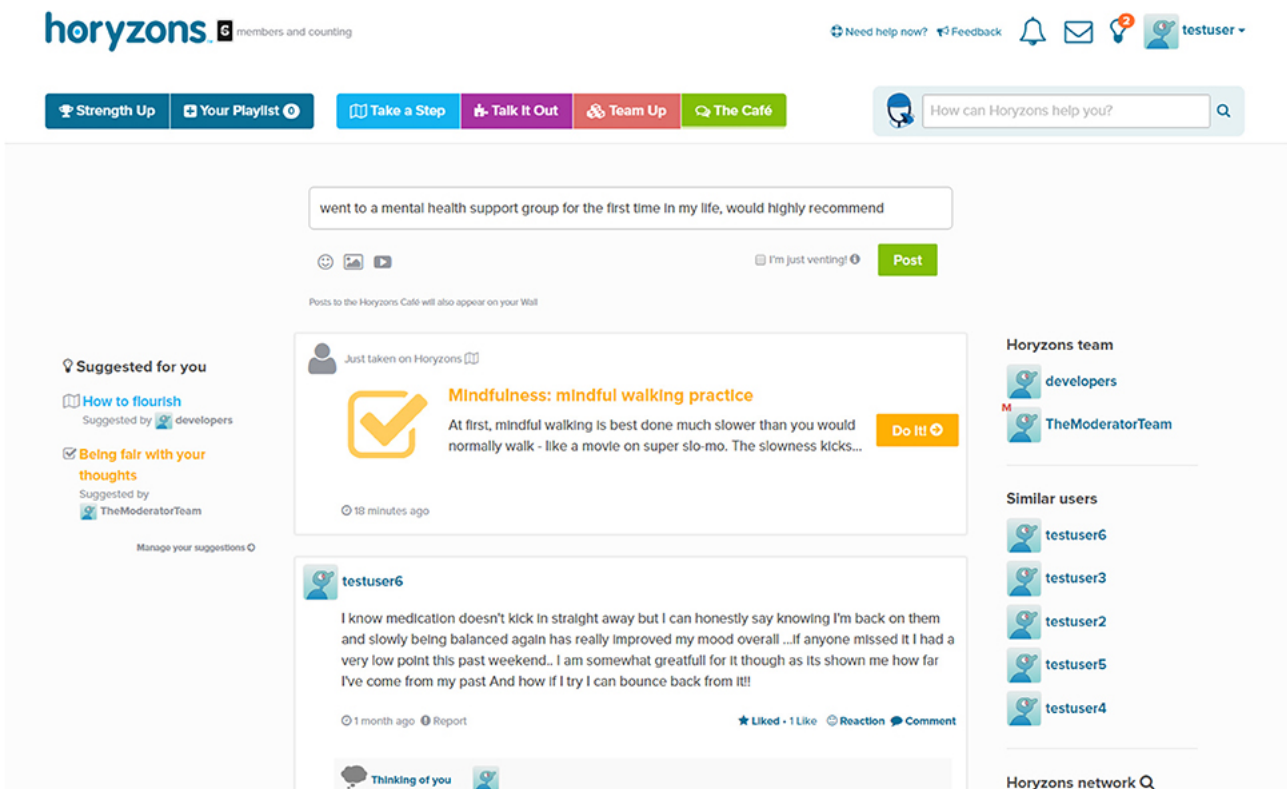 horyzons 6 members and counting
Need help now? Feedback 2 testuser
Strength Up Your Playlist 0 Take a Step Talk It Out Team Up The Café How can Horyzons help you?
went to a mental health support group for the first time in my life, would highly recommend
I'm just venting! Post
Posts to the Horyzons Café will also appear on your Wall
Suggested for you
How to flourish
Suggested by developers
Being fair with your
thoughts
Suggested by
TheModeratorTeam
Manage your suggestions
Just taken on Horyzons
Mindfulness: mindful walking practice
At first, mindful walking is best done much slower than you would
normally walk - like a movie on super slo-mo. The slowness kicks...
Do It!
18 minutes ago
testuser6
I know medication doesn't kick in straight away but I can honestly say knowing I'm back on them
and slowly being balanced again has really improved my mood overall ...if anyone missed it I had a
very low point this past weekend.. I am somewhat greatfull for it though as its shown me how far
I've come from my past And how if I try I can bounce back from it!!
1 month ago Report Liked • 1 Like Reaction Comment
Thinking of you
Horyzons team
developers
M
TheModeratorTeam
Similar users
testuser6
testuser3
testuser2
testuser5
testuser4
Horyzons network